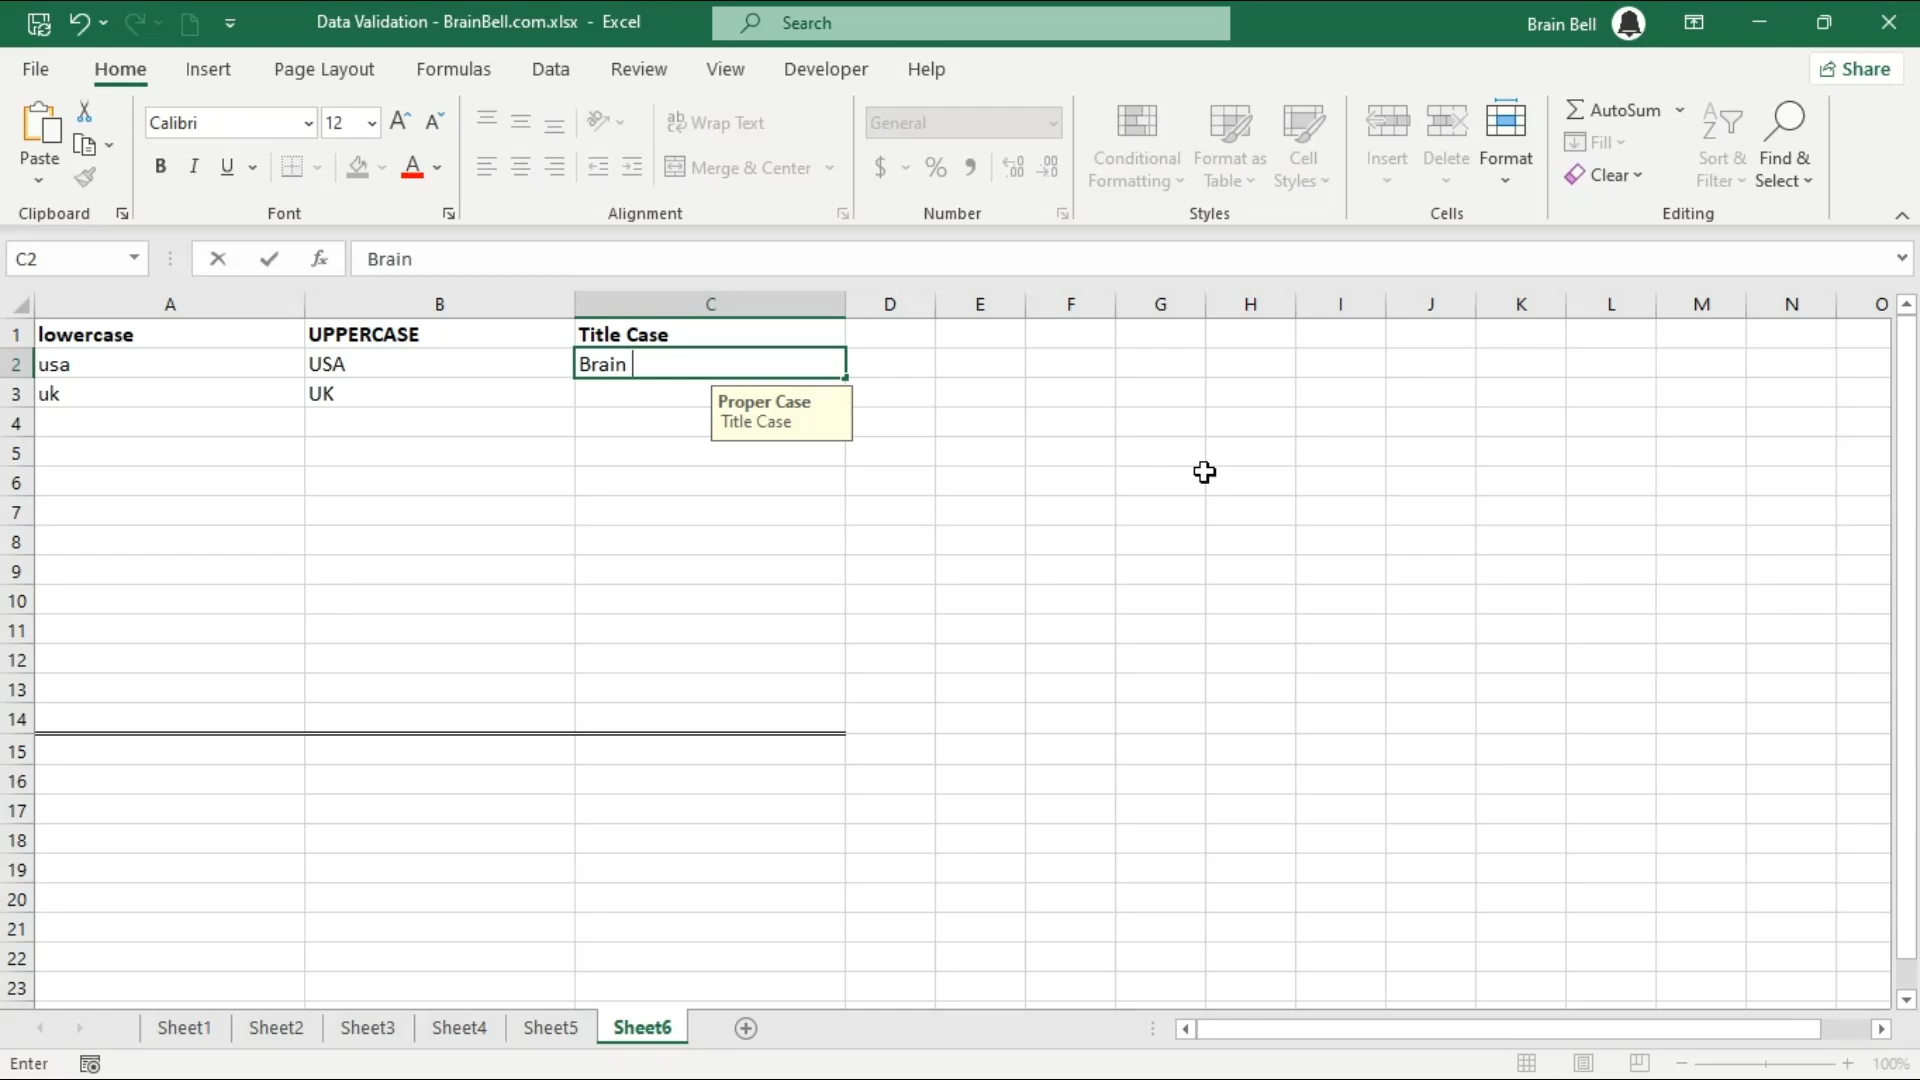 Data Validation - BrainBell.com.xlsx - Excel
Search
Brain Bell
File Home Insert Page Layout Formulas Data Review View Developer Help
Share
Paste
Clipboard
Calibri 12
B I U
Font
Wrap Text
Merge & Center
Alignment
General
$ %
Number
Conditional Formatting
Format as Table
Cell Styles
Styles
Insert Delete Format
Cells
AutoSum
Fill
Clear
Sort & Filter
Find & Select
Editing
C2 fx Brain
A B C D E F G H I J K L M N O
1 lowercase UPPERCASE Title Case
2 usa USA Brain
3 uk UK
Proper Case
Title Case
4
5
6
7
8
9
10
11
12
13
14
15
16
17
18
19
20
21
22
23
Sheet1 Sheet2 Sheet3 Sheet4 Sheet5 Sheet6
Enter
100%